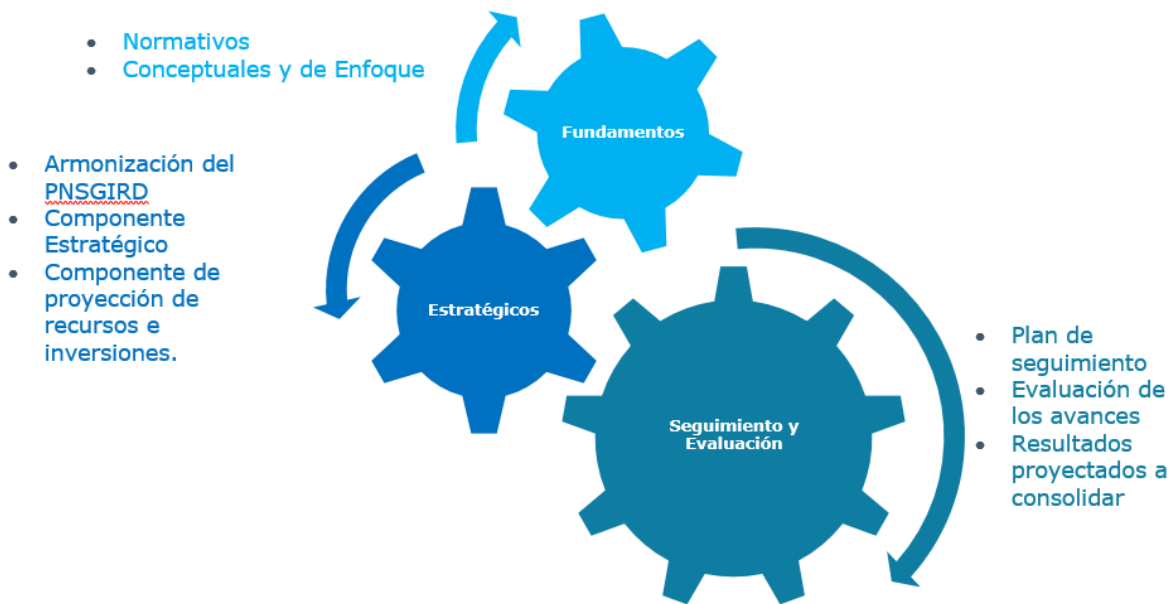 • Normativos
• Conceptuales y de Enfoque
Fundamentos
• Armonización del
PNSGIRD
• Componente
Estratégico
• Componente de
proyección de
recursos e
inversiones.
Estratégicos
Seguimiento y
Evaluación
• Plan de
seguimiento
• Evaluación de
los avances
• Resultados
proyectados a
consolidar